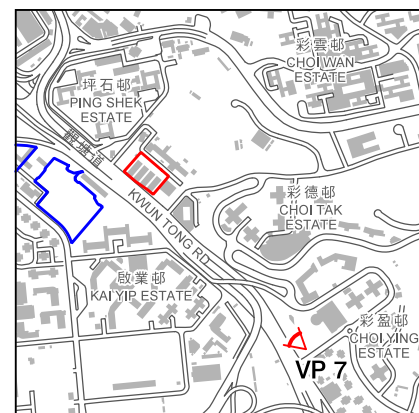 彩雲邨
CHOI WAN
ESTATE
坪石邨
PING SHEK
ESTATE
觀塘道
KWUN TONG RD
彩德邨
CHOI TAK
ESTATE
啟業邨
KAI YIP ESTATE
彩盈邨
CHOI YING
ESTATE
VP 7